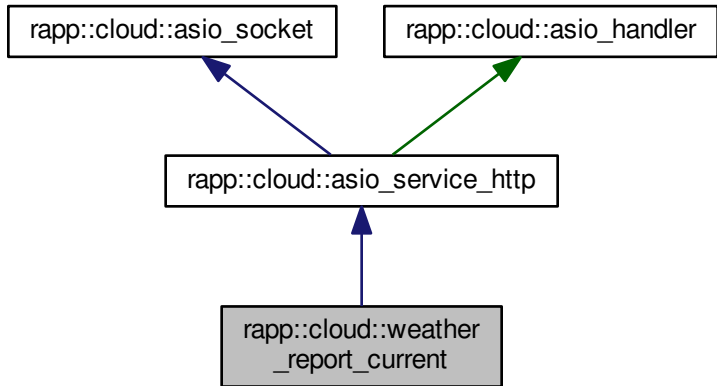 rapp::cloud::asio_socket
rapp::cloud::asio_handler
rapp::cloud::asio_service_http
rapp::cloud::weather
_report_current